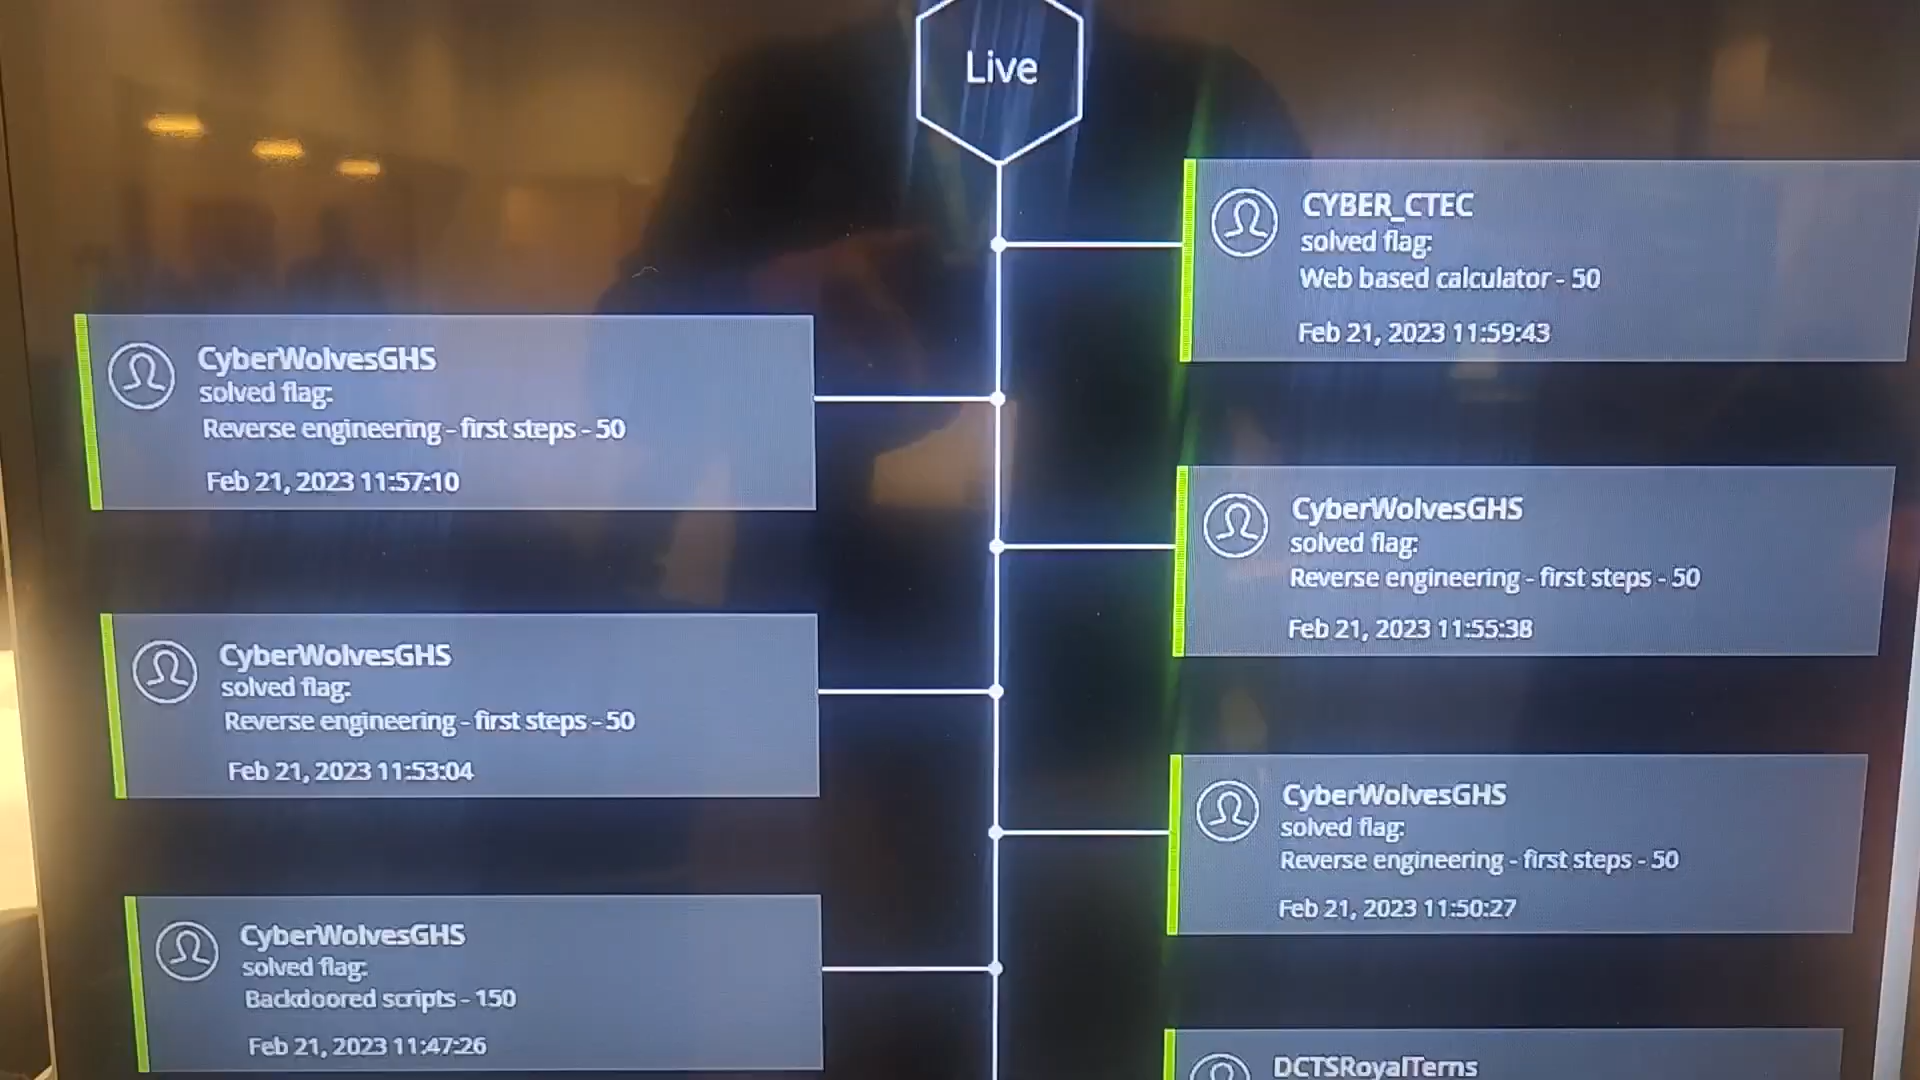 Live
CYBER_CTEC
solved flag:
Web based calculator - 50
Feb 21, 2023 11:59:43
CyberWolvesGHS
solved flag:
Reverse engineering - first steps - 50
Feb 21, 2023 11:57:10
CyberWolvesGHS
solved flag:
Reverse engineering - first steps - 50
Feb 21, 2023 11:55:38
CyberWolvesGHS
solved flag:
Reverse engineering - first steps - 50
Feb 21, 2023 11:53:04
CyberWolvesGHS
solved flag:
Reverse engineering - first steps - 50
Feb 21, 2023 11:50:27
CyberWolvesGHS
solved flag:
Backdoored scripts - 150
Feb 21, 2023 11:47:26
DCTSRoyalTerns